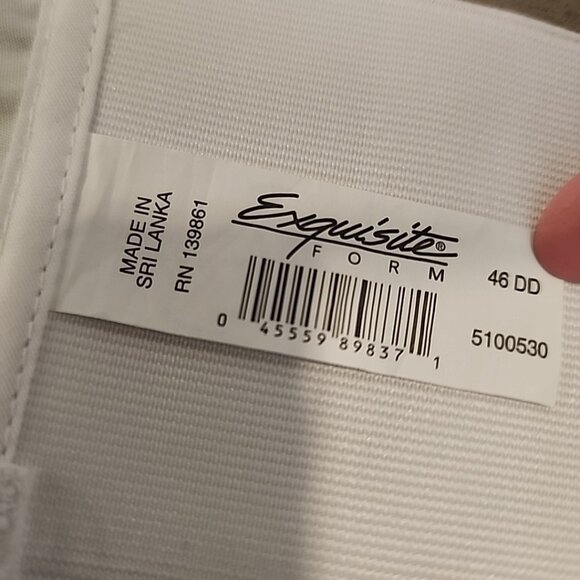 MADE IN
SRI LANKA
RN 139861
Exquisite®
FORM
46 DD
5100530
0 45559 89837 1